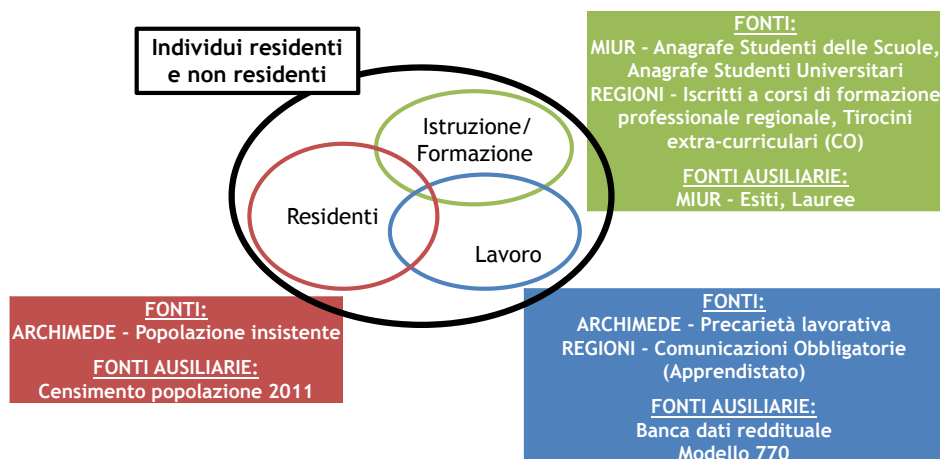 Individui residenti
e non residenti
Istruzione/
Formazione
Residenti
Lavoro
FONTI:
MIUR - Anagrafe Studenti delle Scuole,
Anagrafe Studenti Universitari
REGIONI - Iscritti a corsi di formazione
professionale regionale, Tirocini
extra-curriculari (CO)
FONTI AUSILIARIE:
MIUR - Esiti, Lauree
FONTI:
ARCHIMEDE - Popolazione insistente
FONTI AUSILIARIE:
Censimento popolazione 2011
FONTI:
ARCHIMEDE - Precarietà lavorativa
REGIONI - Comunicazioni Obbligatorie
(Apprendistato)
FONTI AUSILIARIE:
Banca dati reddituale
Modello 770